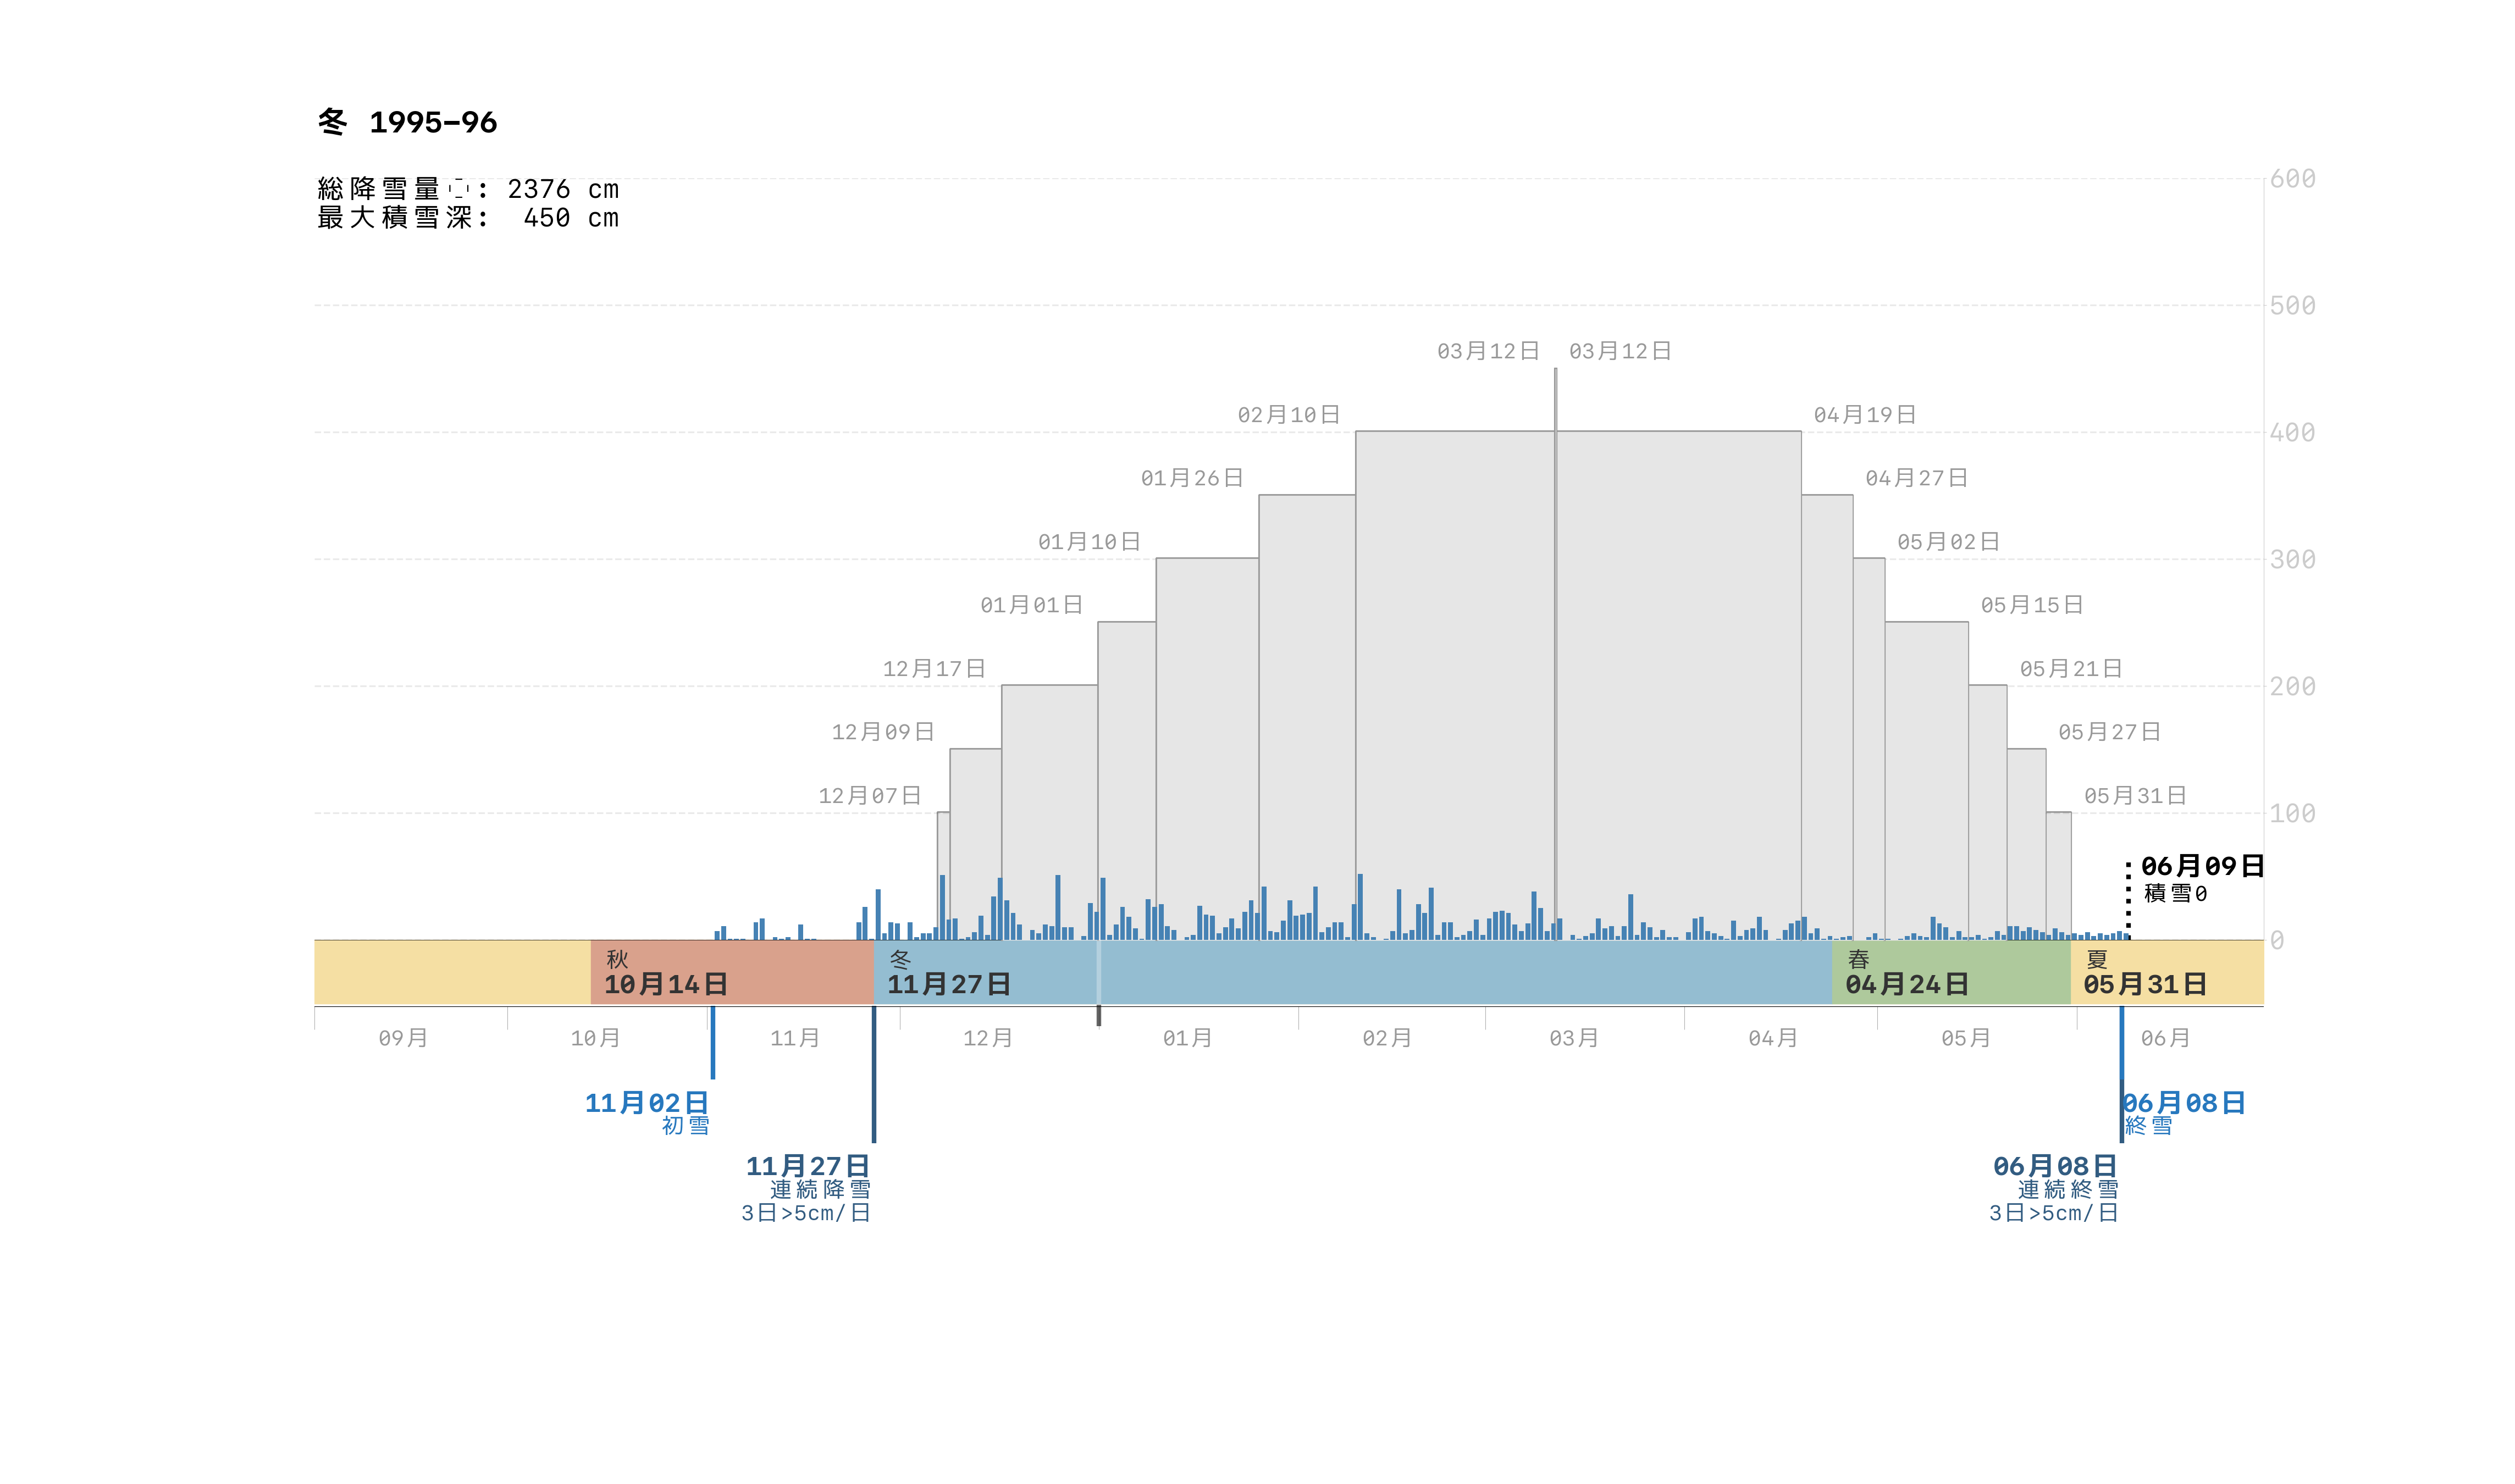 冬 1995–96
総降雪量: 2376 cm
最大積雪深: 450 cm
600
500
03月12日 03月12日
02月10日 04月19日
400
01月26日 04月27日
01月10日 05月02日
300
01月01日 05月15日
12月17日 05月21日
200
12月09日 05月27日
12月07日 05月31日
100
06月09日
積雪0
0
秋 冬 春 夏
10月14日 11月27日 04月24日 05月31日
09月 10月 11月 12月 01月 02月 03月 04月 05月 06月
11月02日
初雪
06月08日
終雪
11月27日
連続降雪
3日>5cm/日
06月08日
連続終雪
3日>5cm/日